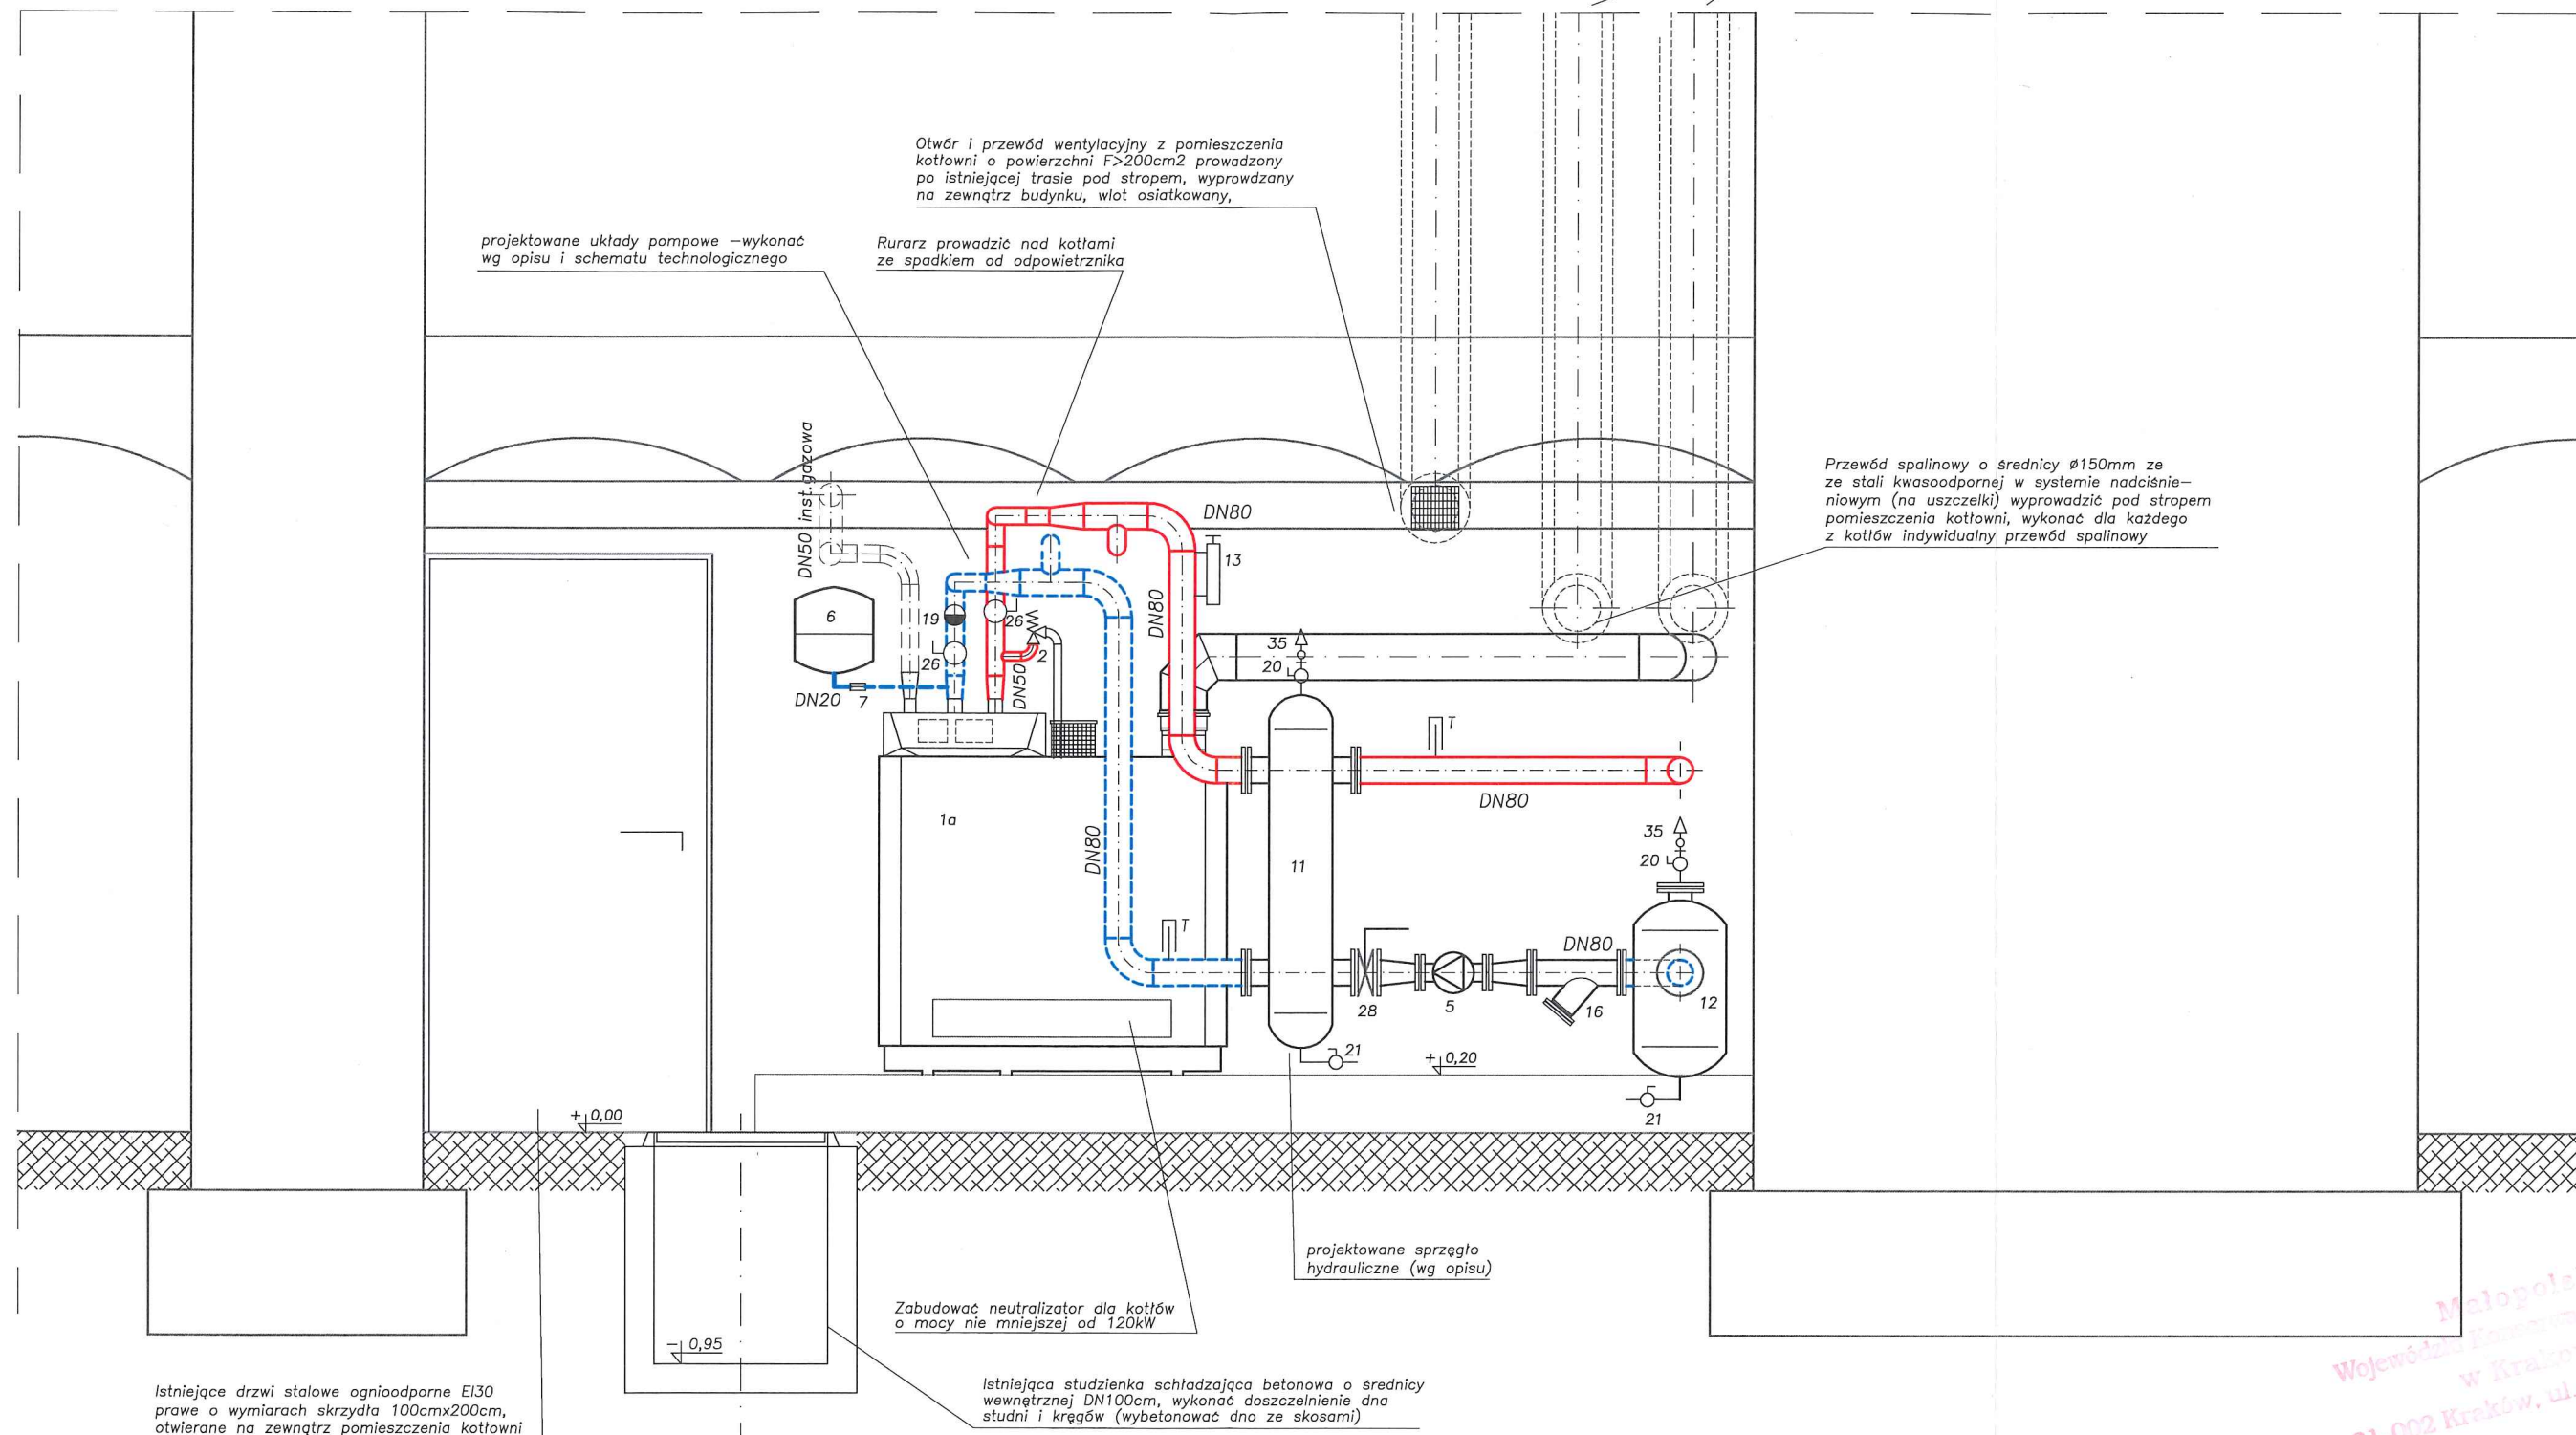 Otwór i przewód wentylacyjny z pomieszczenia
kotłowni o powierzchni F>200cm2 prowadzony
po istniejącej trasie pod stropem, wyprowdzany
na zewnątrz budynku, wlot osiatkowany,
projektowane układy pompowe –wykonać
wg opisu i schematu technologicznego
Rurarz prowadzić nad kotłami
ze spadkiem od odpowietrznika
Przewód spalinowy o średnicy ø150mm ze
ze stali kwasoodpornej w systemie nadciśnie–
niowym (na uszczelki) wyprowadzić pod stropem
pomieszczenia kotłowni, wykonać dla każdego
z kotłów indywidualny przewód spalinowy
DN50 inst.gazowa
DN80
13
DN80
6
19
26
26
2
DN50
DN20
7
35
20
T
DN80
1a
DN80
11
35
20
T
DN80
28
5
16
12
21
+0,20
21
+0,00
projektowane sprzęgło
hydrauliczne (wg opisu)
Zabudować neutralizator dla kotłów
o mocy nie mniejszej od 120kW
–0,95
Istniejąca studzienka schładzająca betonowa o średnicy
wewnętrznej DN100cm, wykonać doszczelnienie dna
studni i kręgów (wybetonować dno ze skosami)
Istniejące drzwi stalowe ognioodporne EI30
prawe o wymiarach skrzydła 100cmx200cm,
otwierane na zewnątrz pomieszczenia kotłowni
w Krako
002 Kraków, ul.